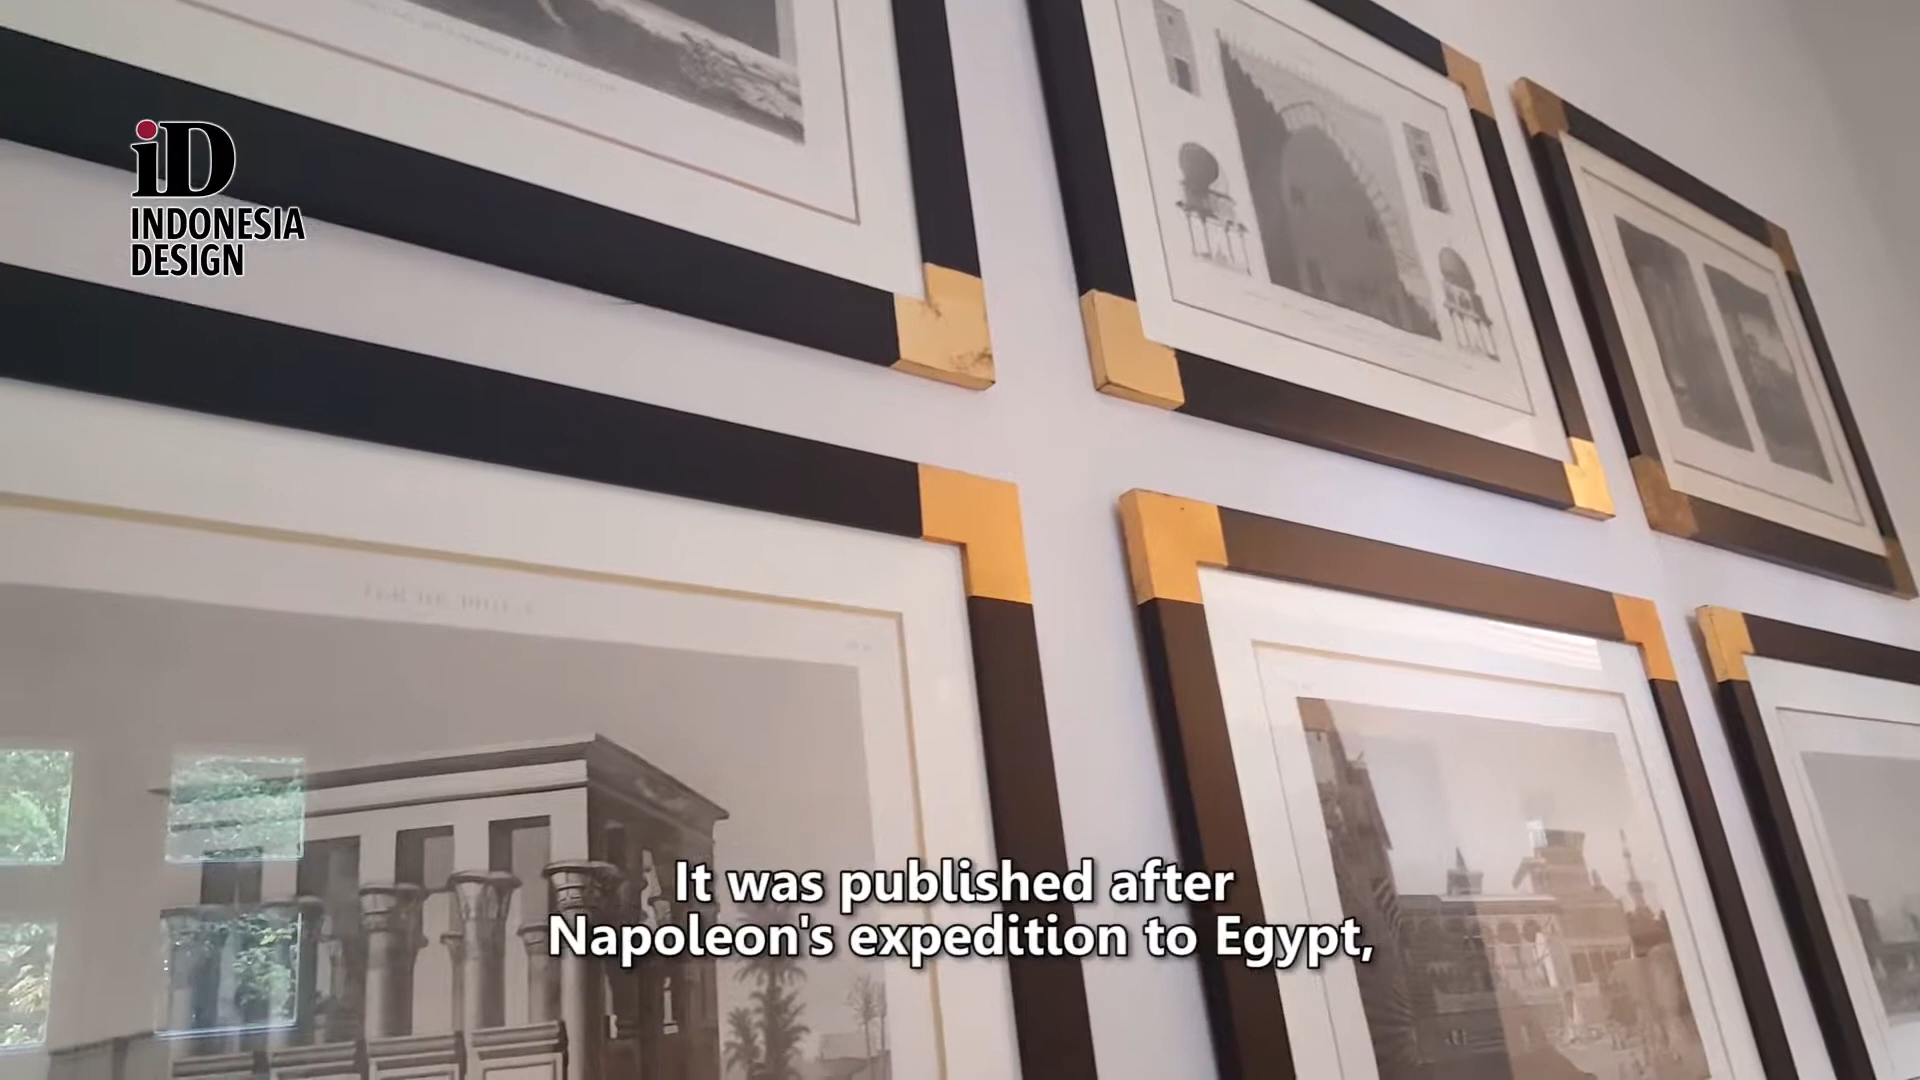 iD
INDONESIA
DESIGN
It was published after
Napoleon's expedition to Egypt,